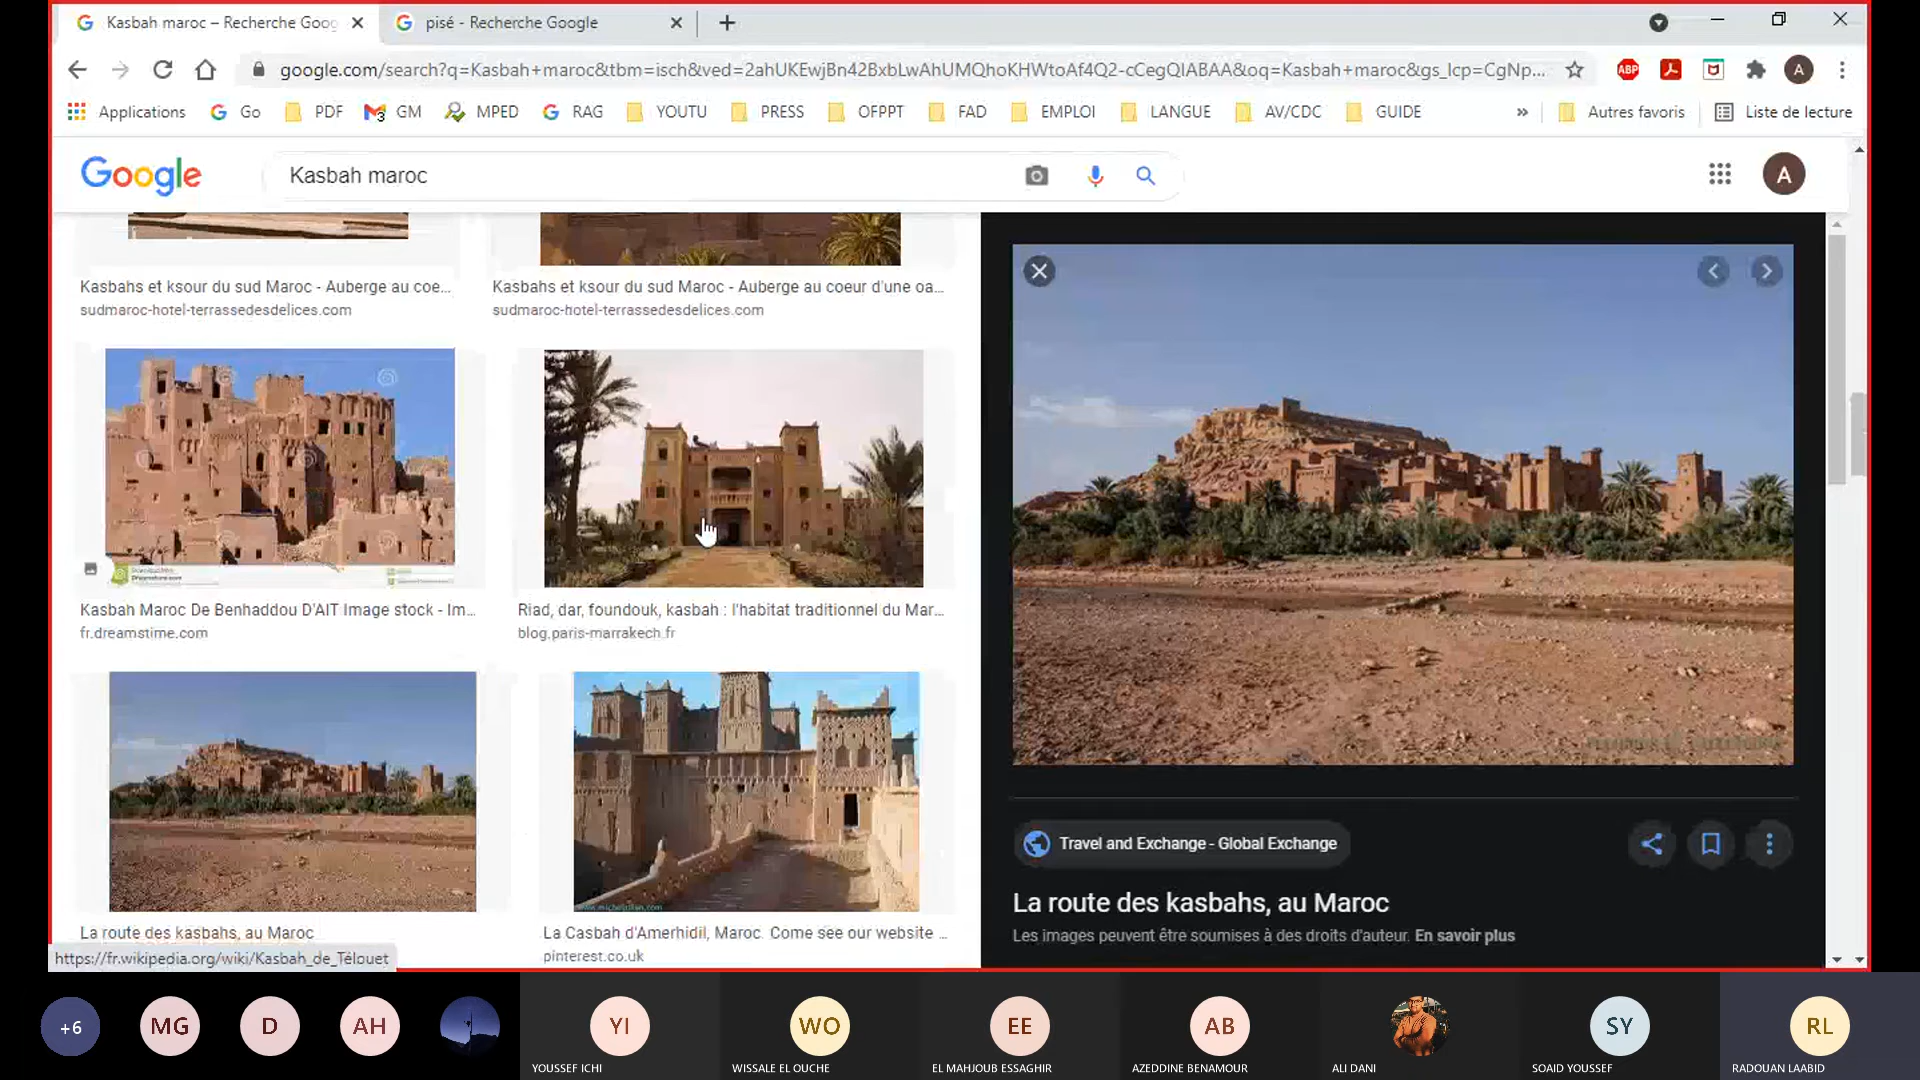 Kasbah maroc – Recherche Goog
pisé - Recherche Google
google.com/search?q=Kasbah+maroc&tbm=isch&ved=2ahUKEwjBn42BxbLwAhUMQhoKHWtoAf4Q2-cCegQIABAA&oq=Kasbah+maroc&gs_lcp=CgNp...
ABP
A
Applications
Go
PDF
GM
MPED
RAG
YOUTU
PRESS
OFPPT
FAD
EMPLOI
LANGUE
AV/CDC
GUIDE
»
Autres favoris
Liste de lecture
Google
Kasbah maroc
A
Kasbahs et ksour du sud Maroc - Auberge au coe...
sudmaroc-hotel-terrassedesdelices.com
Kasbahs et ksour du sud Maroc - Auberge au coeur d'une oa...
sudmaroc-hotel-terrassedesdelices.com
Kasbah Maroc De Benhaddou D'AIT Image stock - Im...
fr.dreamstime.com
Riad, dar, foundouk, kasbah : l'habitat traditionnel du Mar...
blog.paris-marrakech.fr
La route des kasbahs, au Maroc
La Casbah d'Amerhidil, Maroc. Come see our website ...
pinterest.co.uk
Travel and Exchange - Global Exchange
La route des kasbahs, au Maroc
Les images peuvent être soumises à des droits d'auteur. En savoir plus
https://fr.wikipedia.org/wiki/Kasbah_de_Télouet
+6
MG
D
AH
YI
YOUSSEF ICHI
WO
WISSALE EL OUCHE
EE
EL MAHJOUB ESSAGHIR
AB
AZEDDINE BENAMOUR
ALI DANI
SY
SOAID YOUSSEF
RL
RADOUAN LAABID